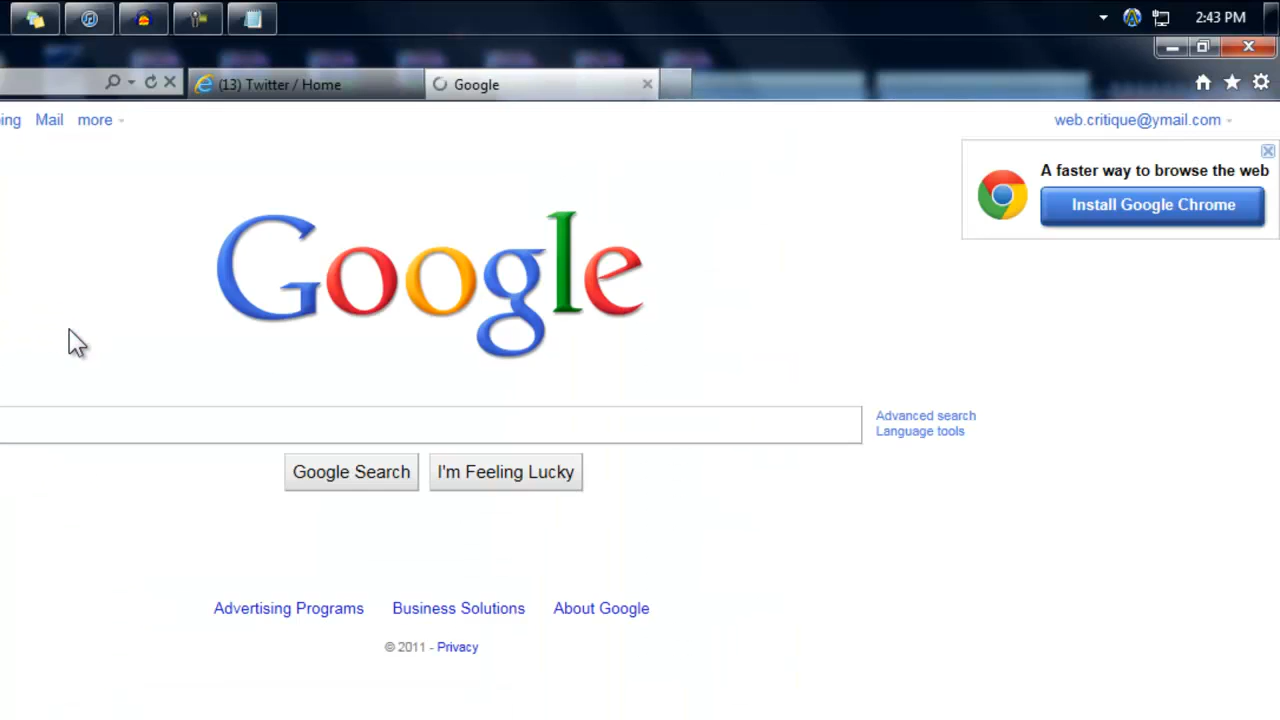 2:43 PM
(13) Twitter / Home
Google
Mail
more
web.critique@ymail.com
A faster way to browse the web
Install Google Chrome
Google
Advanced search
Language tools
Google Search
I'm Feeling Lucky
Advertising Programs
Business Solutions
About Google
© 2011 - Privacy